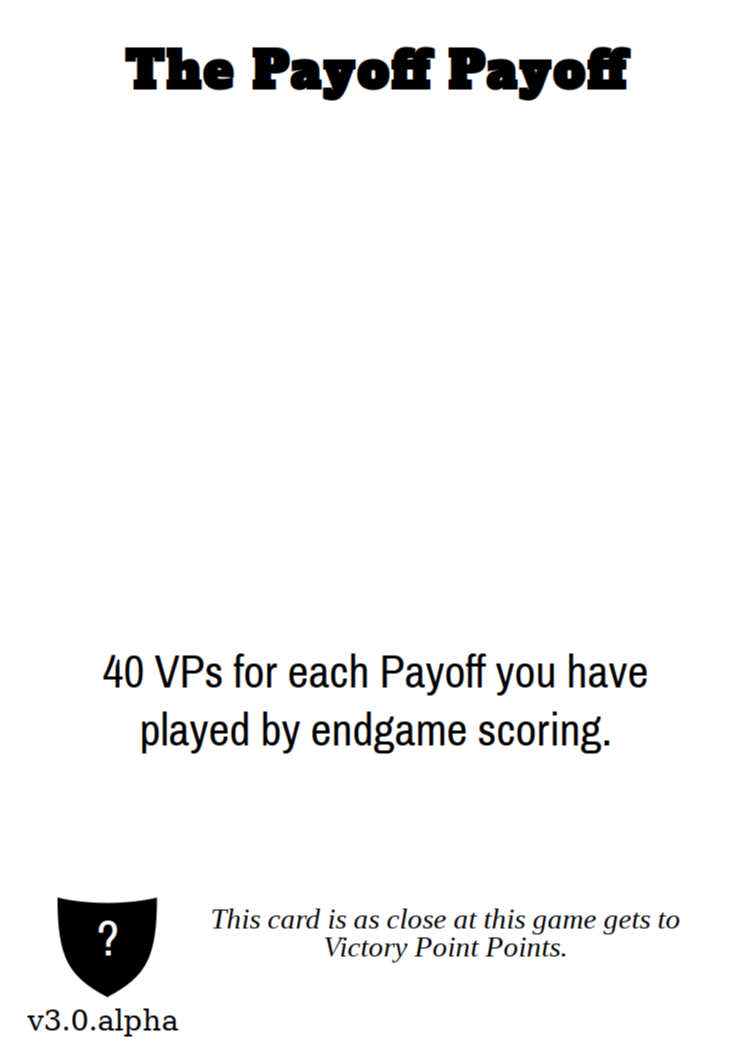 The Payoff Payoff
40 VPs for each Payoff you have
played by endgame scoring.
?
This card is as close at this game gets to
Victory Point Points.
v3.0.alpha